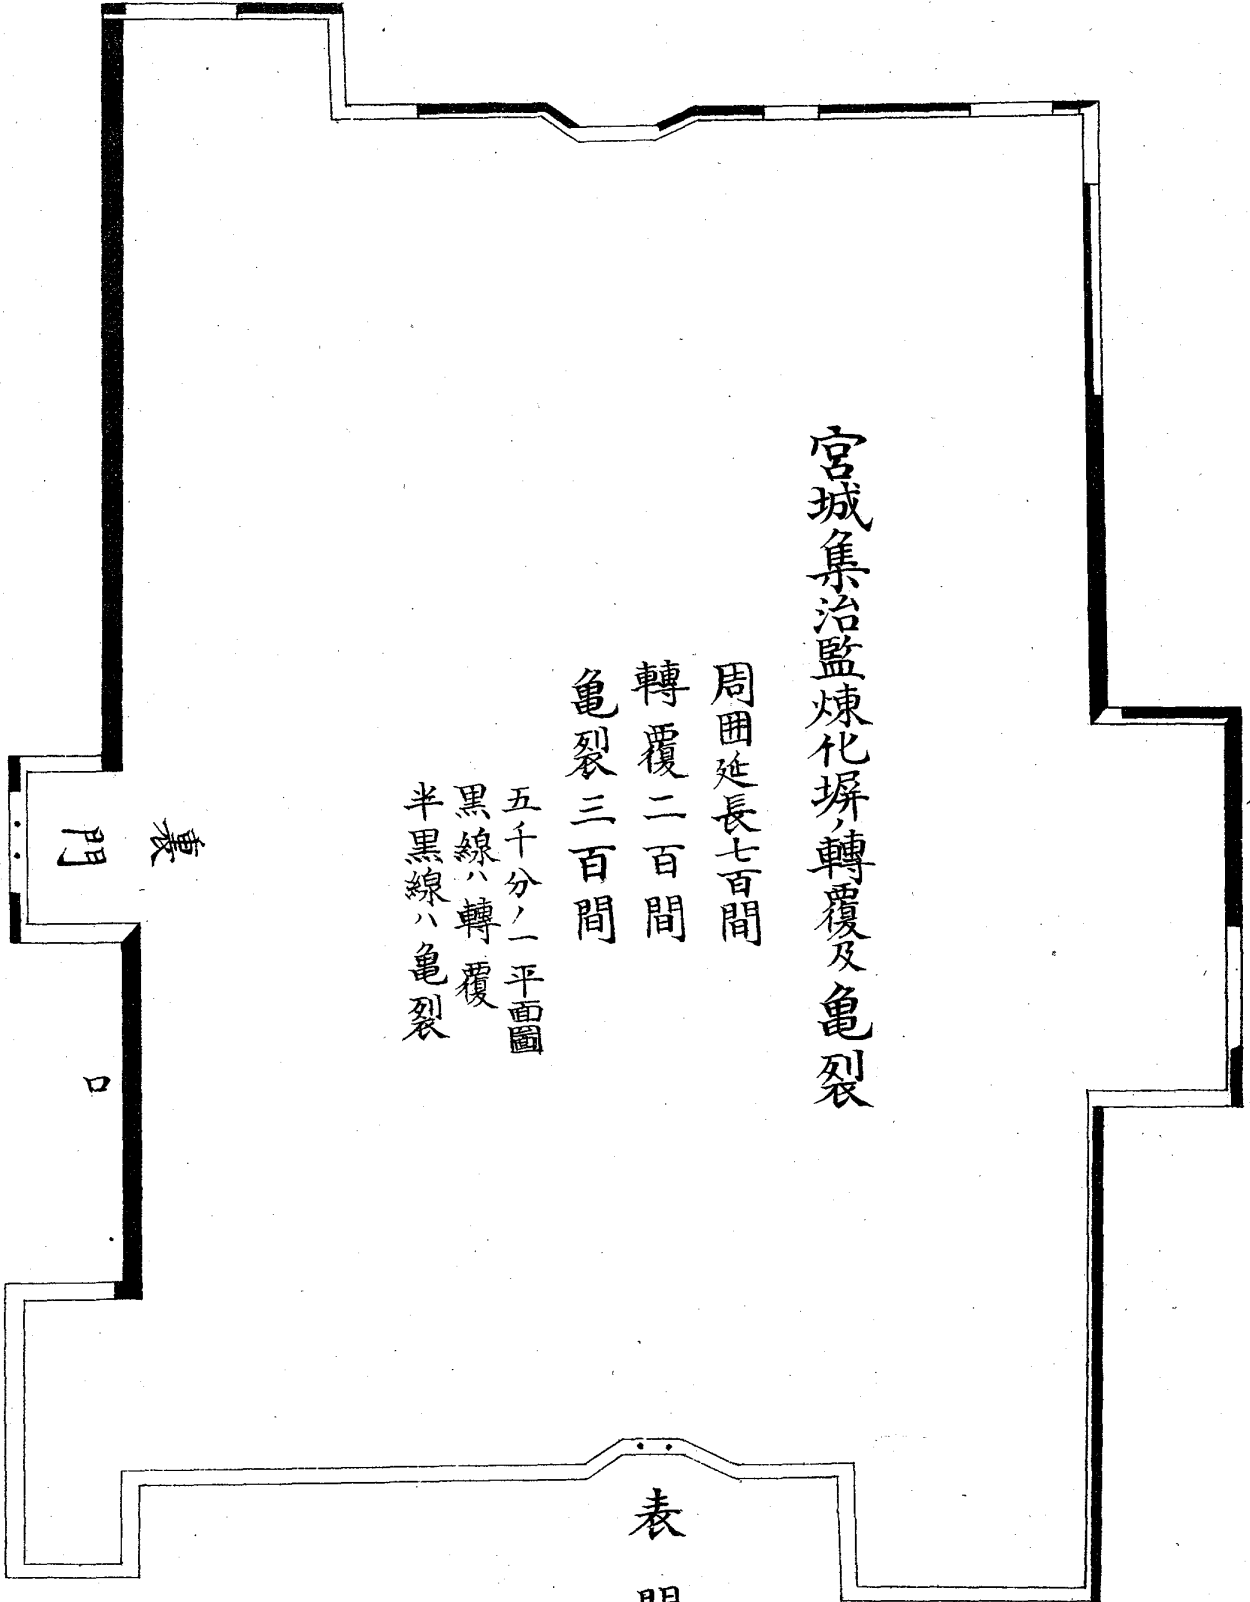 宮城集治監煉化塀ノ轉覆及亀裂
周囲延長七百間
轉覆二百間
亀裂三百間
五千分ノ一平面圖
黒線ハ轉覆
半黒線ハ亀裂
裏門
口
表門